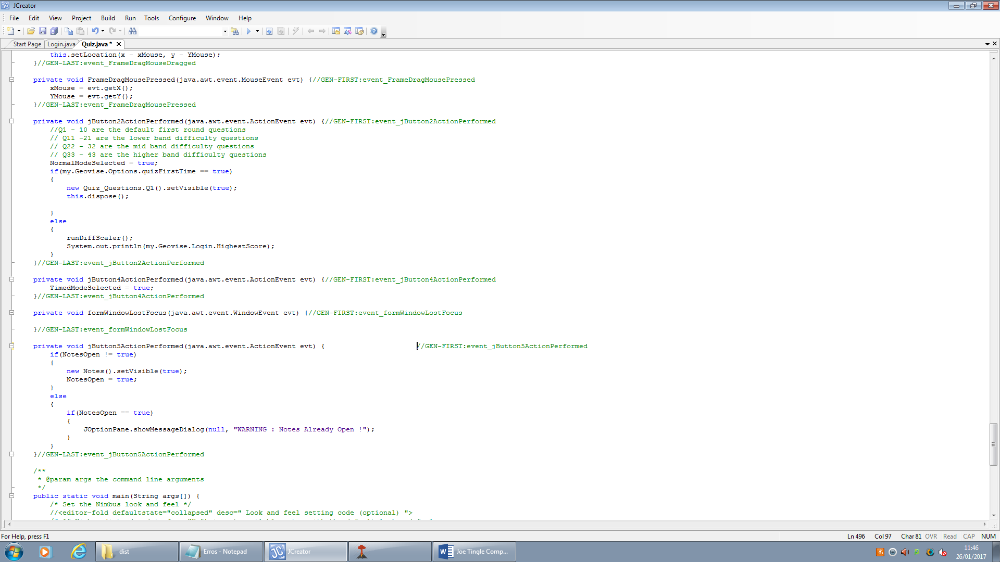 JCreator
File Edit View Project Build Run Tools Configure Window Help
Start Page Login.java Quiz.java *
this.setLocation(x - xMouse, y - YMouse);
}//GEN-LAST:event_FrameDragMouseDragged
private void FrameDragMousePressed(java.awt.event.MouseEvent evt) {//GEN-FIRST:event_FrameDragMousePressed
xMouse = evt.getX();
YMouse = evt.getY();
}//GEN-LAST:event_FrameDragMousePressed
private void jButton2ActionPerformed(java.awt.event.ActionEvent evt) {//GEN-FIRST:event_jButton2ActionPerformed
//Q1 - 10 are the default first round questions
// Q11 -21 are the lower band difficulty questions
// Q22 - 32 are the mid band difficulty questions
// Q33 - 43 are the higher band difficulty questions
NormalModeSelected = true;
if(my.Geovise.Options.quizFirstTime == true)
{
new Quiz_Questions.Q1().setVisible(true);
this.dispose();
}
else
{
runDiffScaler();
System.out.println(my.Geovise.Login.HighestScore);
}
}//GEN-LAST:event_jButton2ActionPerformed
private void jButton4ActionPerformed(java.awt.event.ActionEvent evt) {//GEN-FIRST:event_jButton4ActionPerformed
TimedModeSelected = true;
}//GEN-LAST:event_jButton4ActionPerformed
private void formWindowLostFocus(java.awt.event.WindowEvent evt) {//GEN-FIRST:event_formWindowLostFocus
}//GEN-LAST:event_formWindowLostFocus
private void jButton5ActionPerformed(java.awt.event.ActionEvent evt) { //GEN-FIRST:event_jButton5ActionPerformed
if(NotesOpen != true)
{
new Notes().setVisible(true);
NotesOpen = true;
}
else
{
if(NotesOpen == true)
{
JOptionPane.showMessageDialog(null, "WARNING : Notes Already Open !");
}
}
}//GEN-LAST:event_jButton5ActionPerformed
/**
* @param args the command line arguments
*/
public static void main(String args[]) {
/* Set the Nimbus look and feel */
//<editor-fold defaultstate="collapsed" desc=" Look and feel setting code (optional) ">
For Help, press F1
Ln 496 Col 97 Char 81 OVR Read CAP NUM
dist
Erros - Notepad
JCreator
Joe Tingle Comp...
11:46
26/01/2017